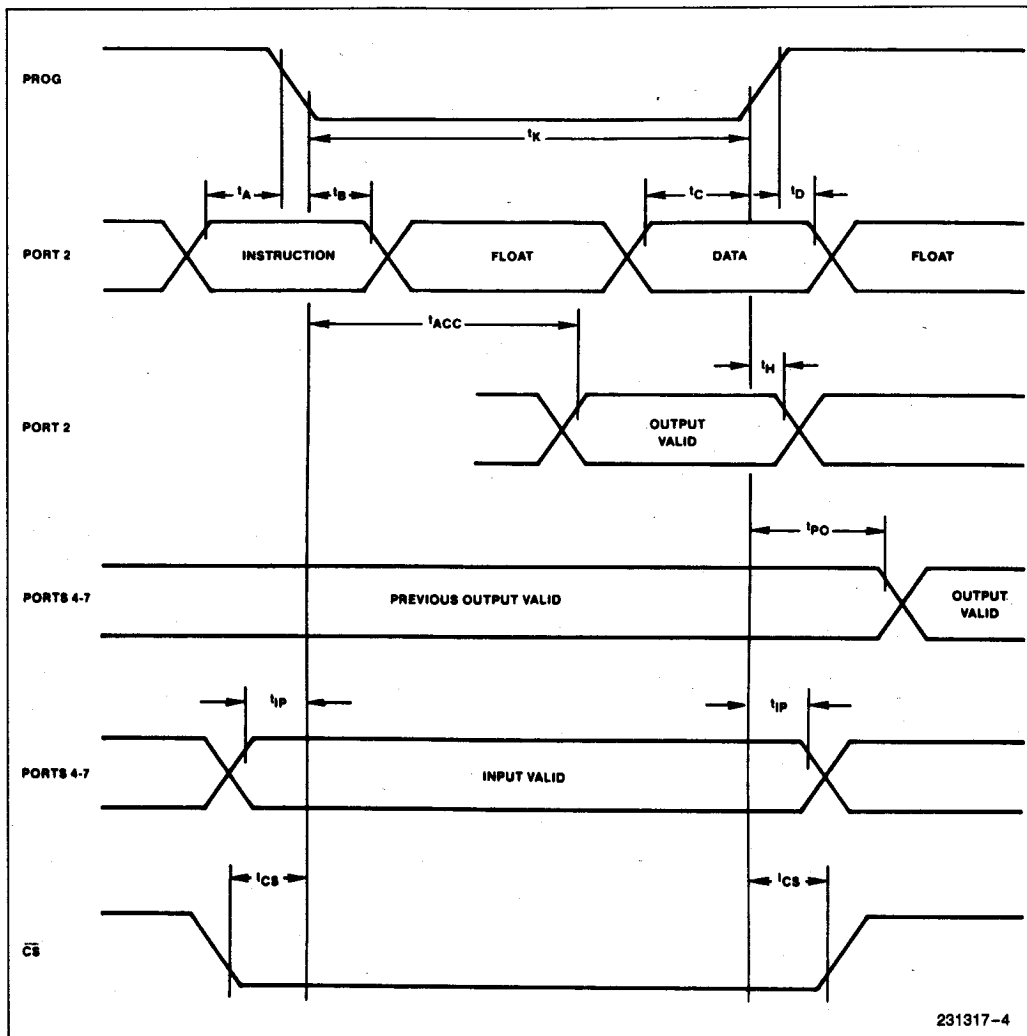 PROG
tK
tA
tB
tC
tD
PORT 2
INSTRUCTION
FLOAT
DATA
FLOAT
tACC
tH
PORT 2
OUTPUT
VALID
tPO
PORTS 4-7
PREVIOUS OUTPUT VALID
OUTPUT
VALID
tIP
tIP
PORTS 4-7
INPUT VALID
tCS
tCS
C̅S̅
231317-4